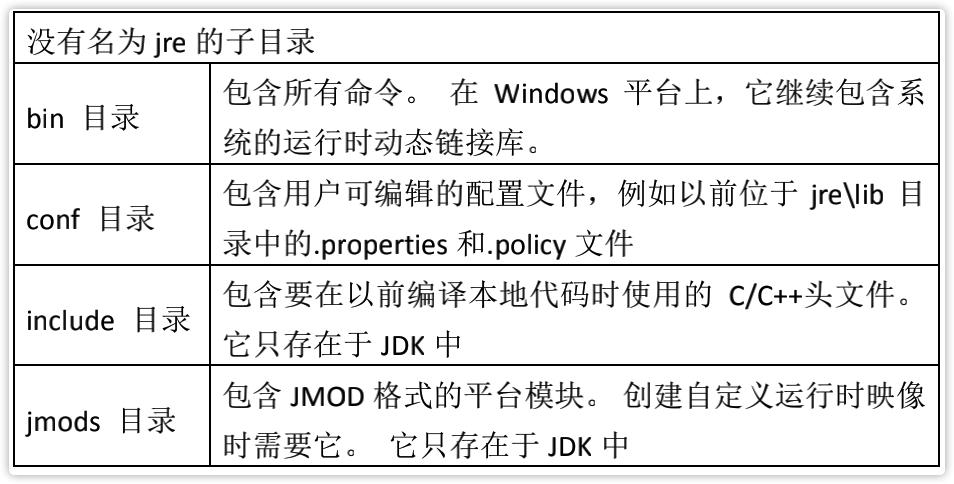 没有名为 jre 的子目录
bin 目录
包含所有命令。 在 Windows 平台上，它继续包含系
统的运行时动态链接库。
conf 目录
包含用户可编辑的配置文件，例如以前位于 jre\lib 目
录中的.properties 和.policy 文件
include 目录
包含要在以前编译本地代码时使用的 C/C++头文件。
它只存在于 JDK 中
jmods 目录
包含 JMOD 格式的平台模块。 创建自定义运行时映像
时需要它。 它只存在于 JDK 中